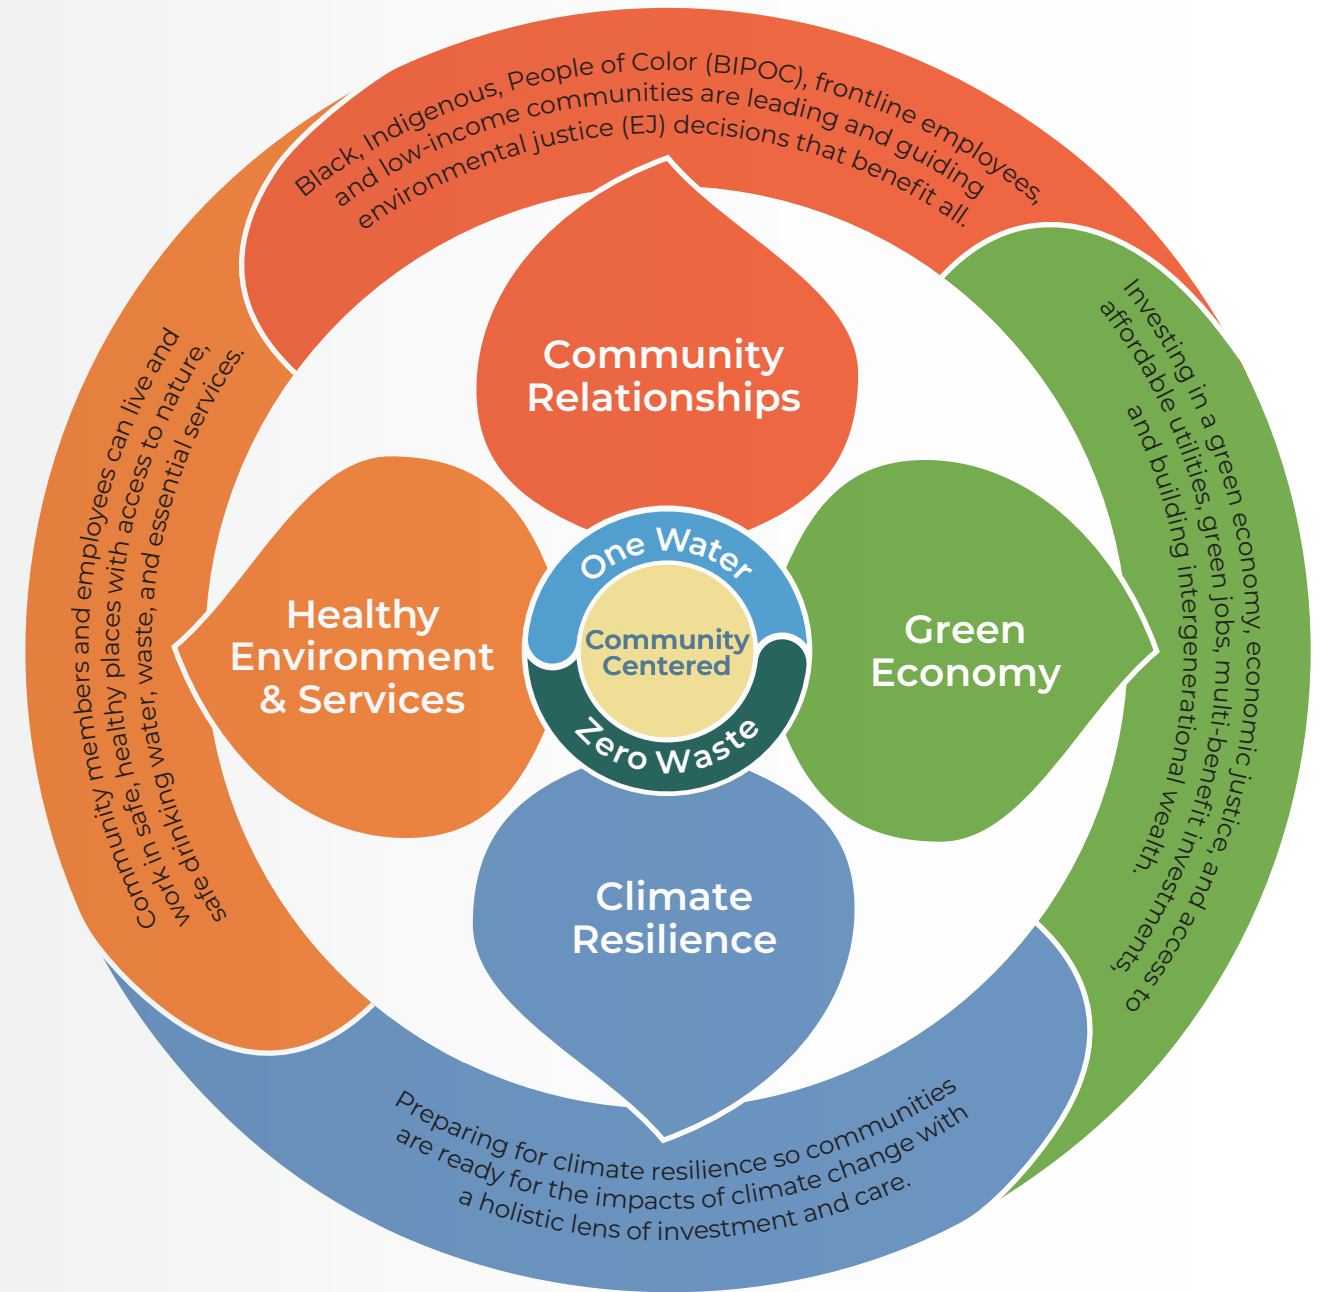 Black, Indigenous, People of Color (BIPOC), frontline employees,
and low-income communities are leading and guiding
environmental justice (EJ) decisions that benefit all.
Community
Relationships
Investing in a green economy, economic justice, and access to
affordable utilities, green jobs, multi-benefit investments,
and building intergenerational wealth.
Green
Economy
Preparing for climate resilience so communities
are ready for the impacts of climate change with
a holistic lens of investment and care.
Climate
Resilience
Community members and employees can live and
work in safe, healthy places with access to nature,
safe drinking water, waste, and essential services.
Healthy
Environment
& Services
One Water
Community
Centered
Zero Waste